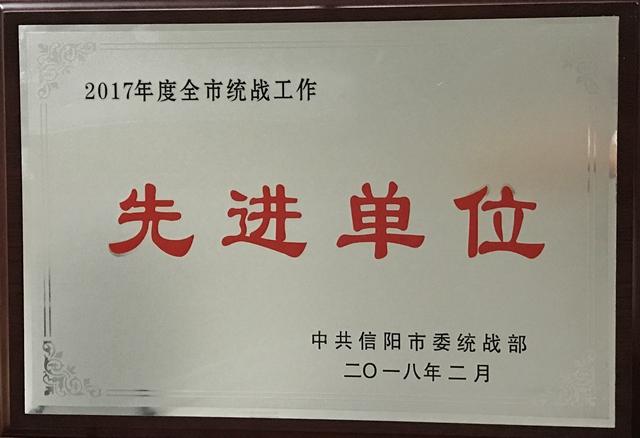 2017年度全市统战工作
先进单位
中共信阳市委统战部
二〇一八年二月